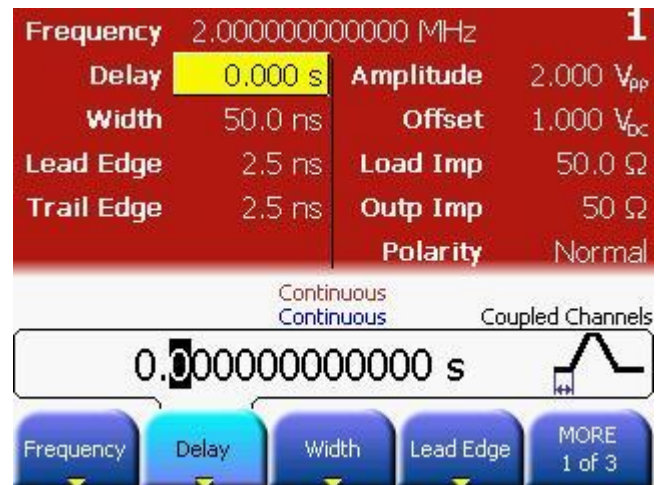 Frequency 2.0000000000000 MHz 1
Delay 0.000 s Amplitude 2.000 Vpp
Width 50.0 ns Offset 1.000 VDC
Lead Edge 2.5 ns Load Imp 50.0 Ω
Trail Edge 2.5 ns Outp Imp 50 Ω
Polarity Normal
Continuous
Continuous Coupled Channels
0.0000000000000 s
Frequency Delay Width Lead Edge MORE
1 of 3